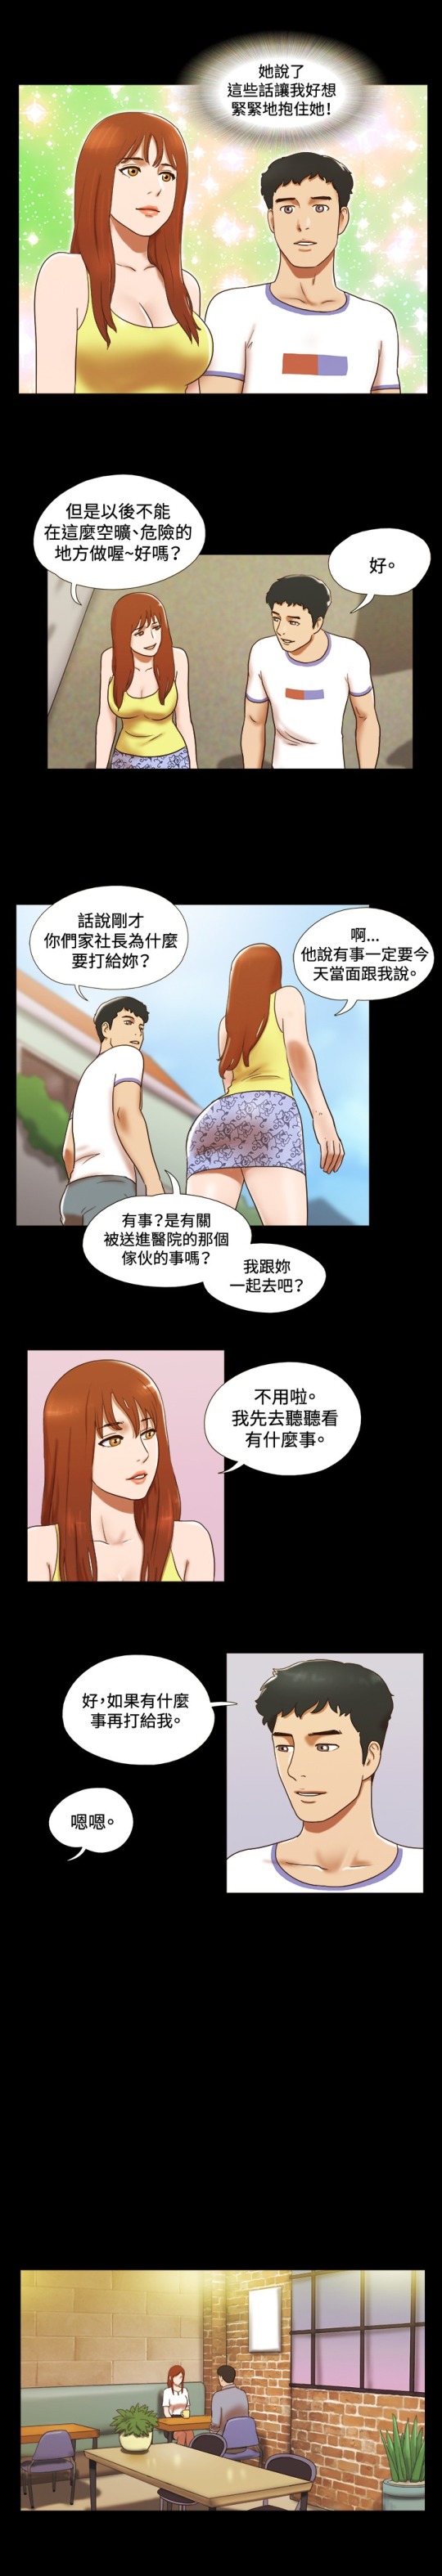 她說了
這些話讓我好想
緊緊地抱住她！
但是以後不能
在這麼空曠、危險的
地方做喔~好嗎？
好。
話說剛才
你們家社長為什麼
要打給妳？
啊...
他說有事一定要今
天當面跟我說。
有事？是有關
被送進醫院的那個
傢伙的事嗎？
我跟妳
一起去吧？
不用啦。
我先去聽聽看
有什麼事。
好，如果有什麼
事再打給我。
嗯嗯。